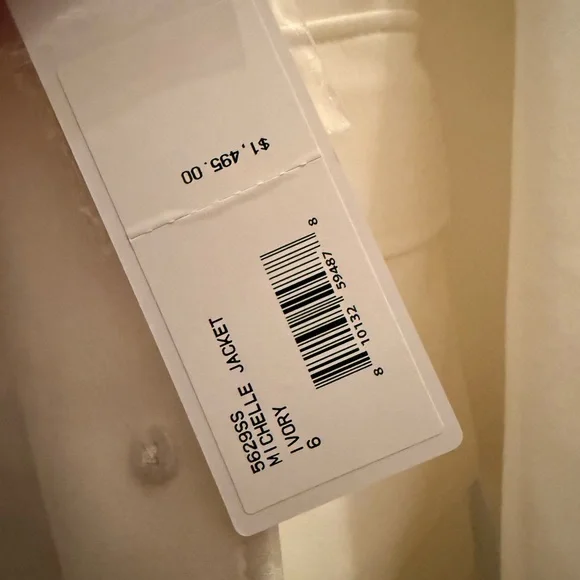 $1,495.00
5629SS
MICHELLE JACKET
IVORY
6
8 10132 59487 8